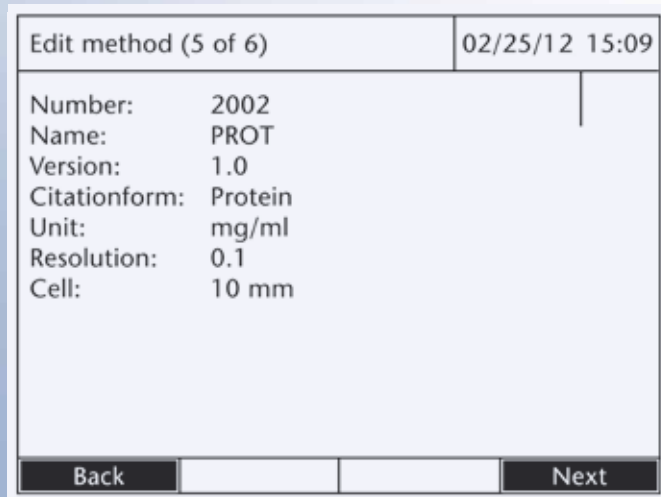 Edit method (5 of 6)
02/25/12 15:09
Number: 2002
Name: PROT
Version: 1.0
Citationform: Protein
Unit: mg/ml
Resolution: 0.1
Cell: 10 mm
Back
Next